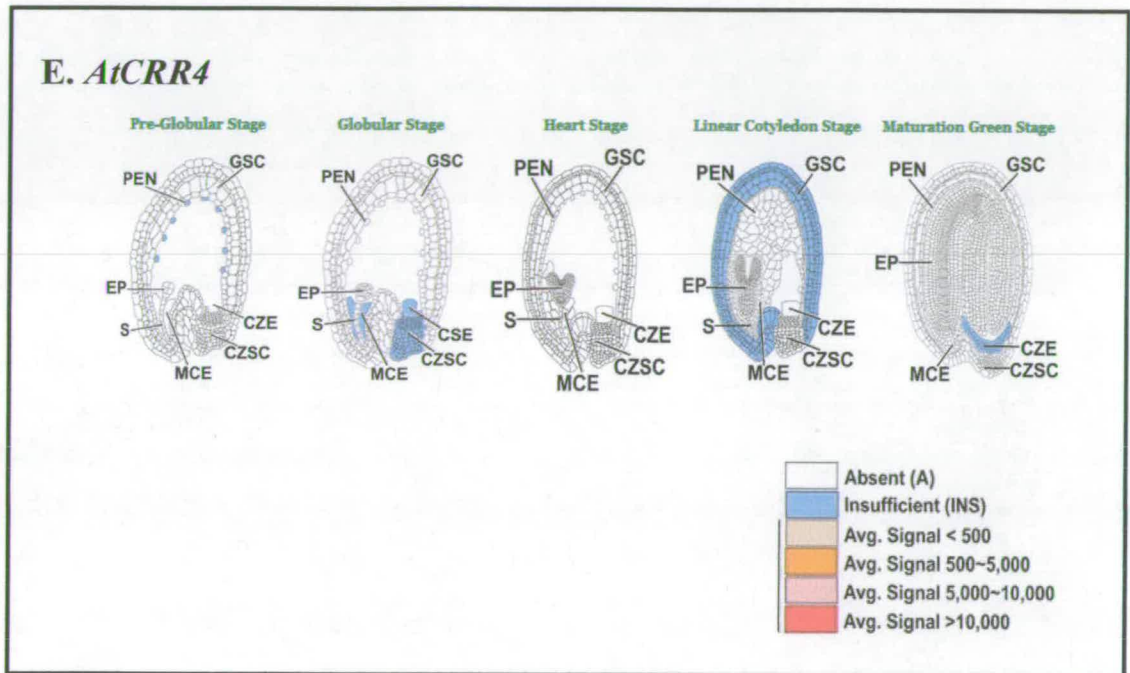 E. AtCRR4
Pre-Globular Stage
Globular Stage
Heart Stage
Linear Cotyledon Stage
Maturation Green Stage
PEN
GSC
EP
S
MCE
CZE
CZSC
PEN
GSC
EP
S
MCE
CSE
CZSC
PEN
GSC
EP
S
MCE
CZE
CZSC
PEN
GSC
EP
S
MCE
CZE
CZSC
PEN
GSC
EP
MCE
CZE
CZSC
Absent (A)
Insufficient (INS)
Avg. Signal < 500
Avg. Signal 500~5,000
Avg. Signal 5,000~10,000
Avg. Signal >10,000